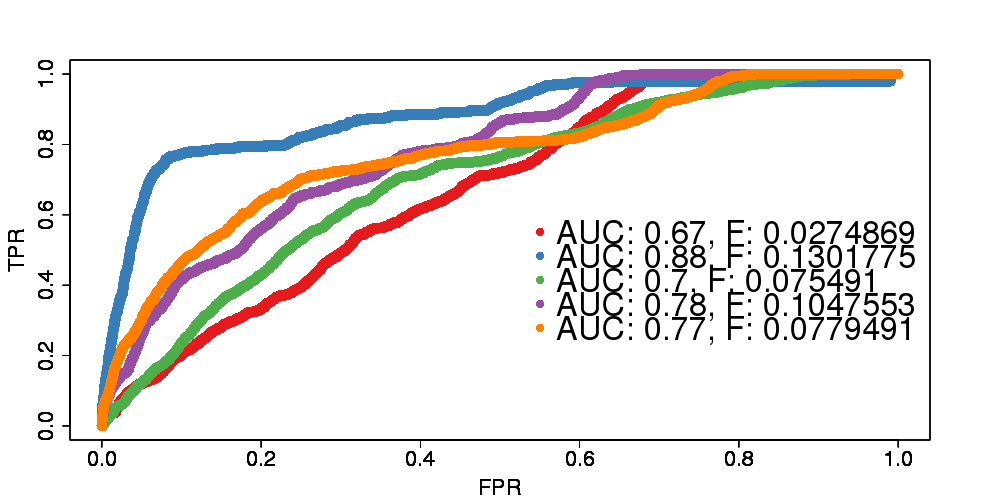 1.0
0.8
0.6
0.4
0.2
0.0
TPR
AUC: 0.67, F: 0.0274869
AUC: 0.88, F: 0.1301775
AUC: 0.7, F: 0.075491
AUC: 0.78, F: 0.1047553
AUC: 0.77, F: 0.0779491
0.0 0.2 0.4 0.6 0.8 1.0
FPR